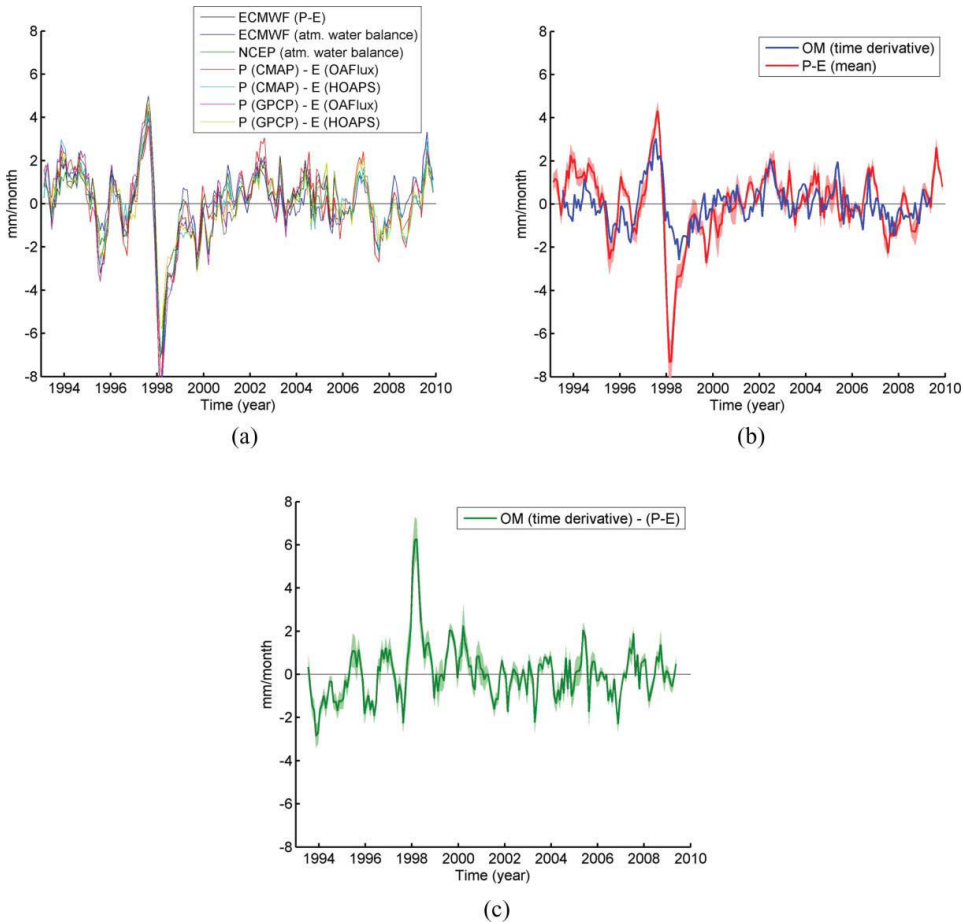 ECMWF (P-E)
ECMWF (atm. water balance)
NCEP (atm. water balance)
P (CMAP) - E (OAFlux)
P (CMAP) - E (HOAPS)
P (GPCP) - E (OAFlux)
P (GPCP) - E (HOAPS)
8
6
4
2
0
-2
-4
-6
-8
mm/month
1994 1996 1998 2000 2002 2004 2006 2008 2010
Time (year)
(a)
OM (time derivative)
P-E (mean)
8
6
4
2
0
-2
-4
-6
-8
mm/month
1994 1996 1998 2000 2002 2004 2006 2008 2010
Time (year)
(b)
OM (time derivative) - (P-E)
8
6
4
2
0
-2
-4
-6
-8
mm/month
1994 1996 1998 2000 2002 2004 2006 2008 2010
Time (year)
(c)